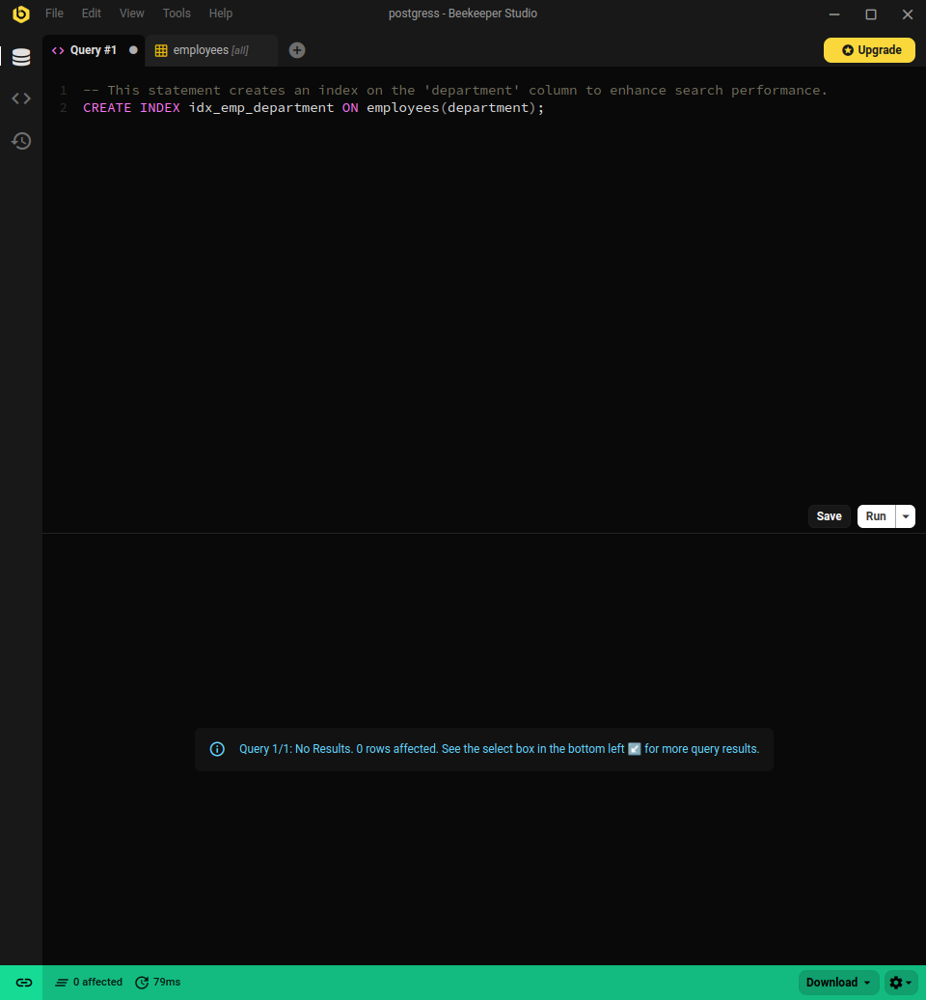 File Edit View Tools Help postgress - Beekeeper Studio
Query #1 employees [all] Upgrade
1 -- This statement creates an index on the 'department' column to enhance search performance.
2 CREATE INDEX idx_emp_department ON employees(department);
Save Run
Query 1/1: No Results. 0 rows affected. See the select box in the bottom left ↙️ for more query results.
0 affected 79ms Download